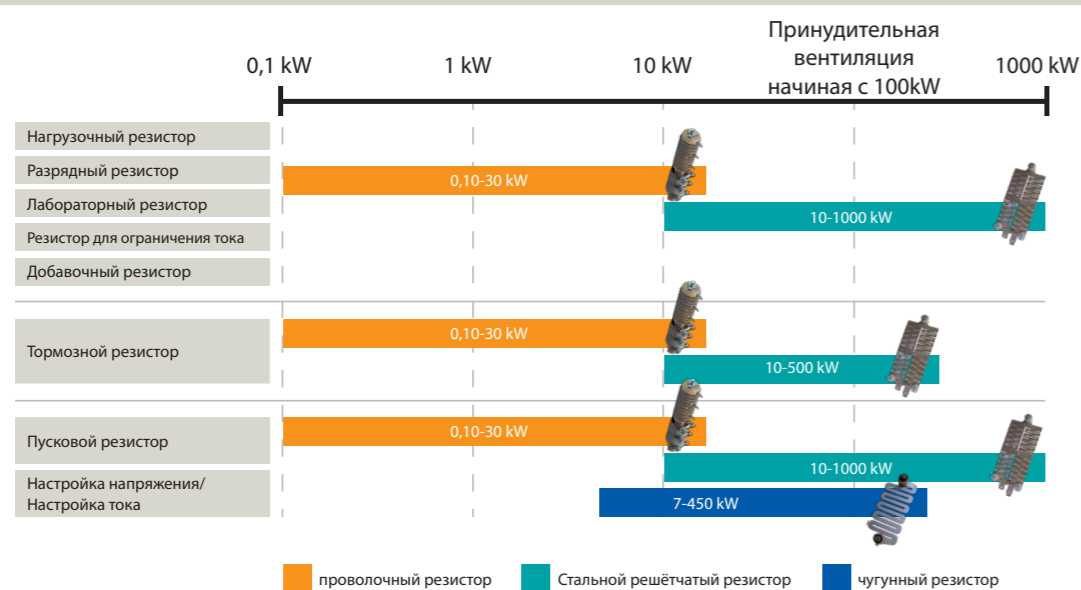 Принудительная
вентиляция
начиная с 100kW
0,1 kW
1 kW
10 kW
1000 kW
Нагрузочный резистор
Разрядный резистор
0,10-30 kW
Лабораторный резистор
10-1000 kW
Резистор для ограничения тока
Добавочный резистор
0,10-30 kW
Тормозной резистор
10-500 kW
0,10-30 kW
Пусковой резистор
10-1000 kW
Настройка напряжения/
Настройка тока
7-450 kW
проволочный резистор
Стальной решётчатый резистор
чугунный резистор